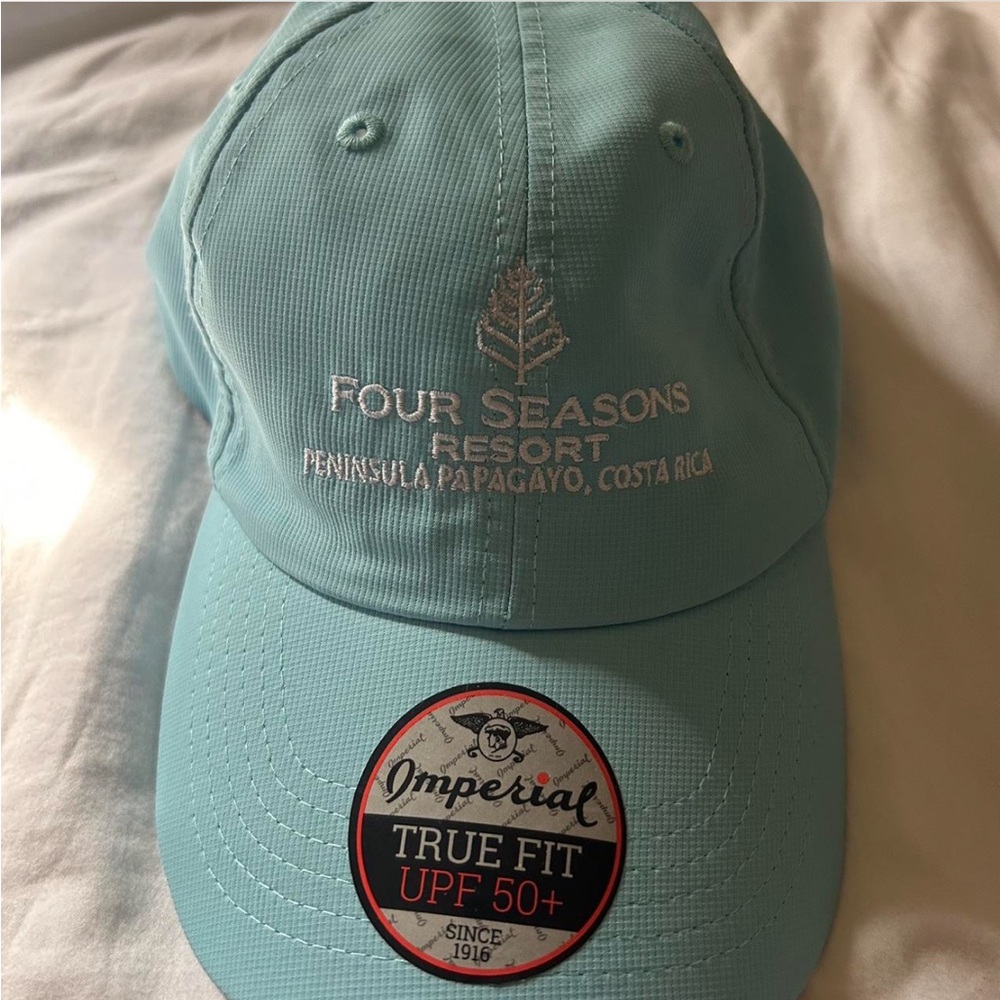 FOUR SEASONS
RESORT
PENINSULA PAPAGAYO, COSTA RICA
Imperial
TRUE FIT
UPF 50+
SINCE
1916